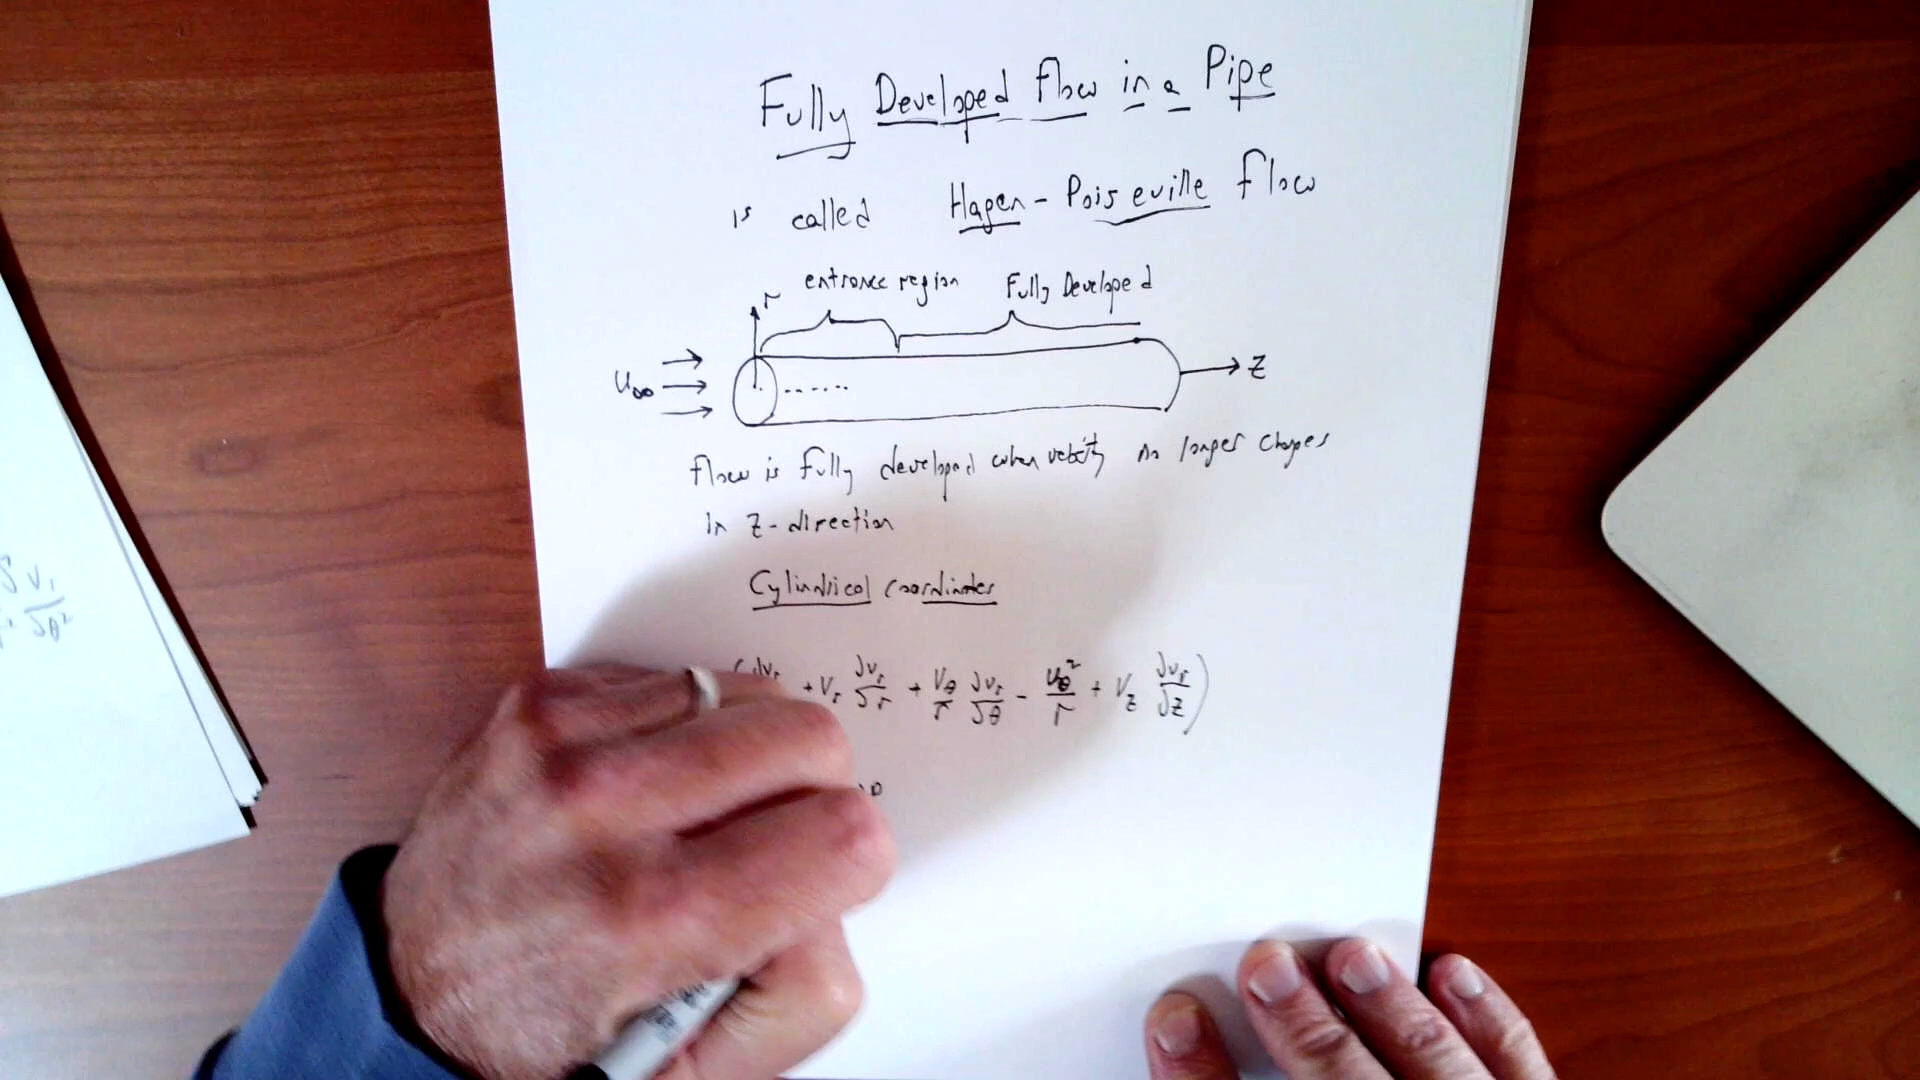 Fully Developed Flow in a Pipe
is called Hagen - Poiseville flow
entrance region Fully Developed
r
U∞ z
flow is fully developed when velocity no longer changes
in z - direction
Cylindrical coordinates
+ Vr ∂vr/∂r + Vθ/r ∂vr/∂θ - vθ²/r + Vz ∂vr/∂z )